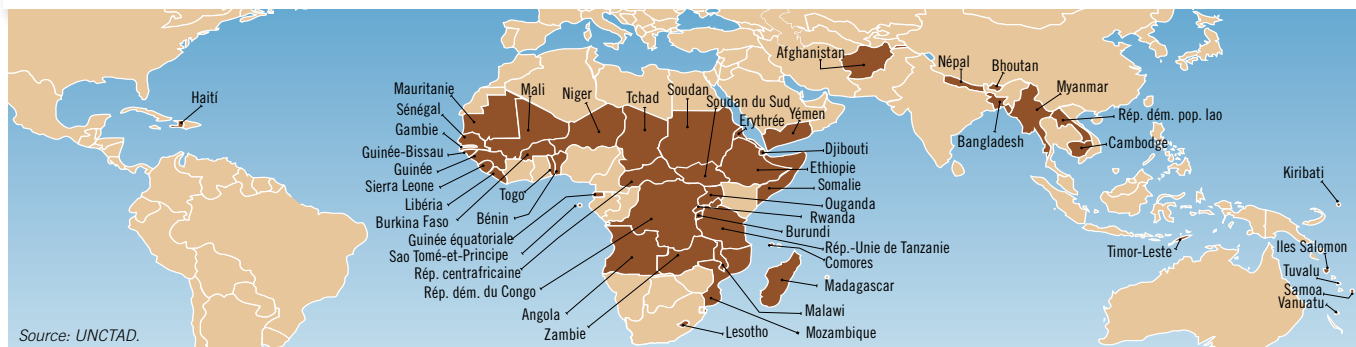 Haïtí
Mauritanie
Sénégal
Gambie
Guinée-Bissau
Guinée
Sierra Leone
Libéria
Burkina Faso
Togo
Bénin
Guinée équatoriale
Sao Tomé-et-Principe
Rép. centrafricaine
Rép. dém. du Congo
Angola
Zambie
Mali
Niger
Tchad
Soudan
Soudan du Sud
Erythrée
Yémen
Djibouti
Ethiopie
Somalie
Ouganda
Rwanda
Burundi
Rép.-Unie de Tanzanie
Comores
Madagascar
Malawi
Mozambique
Lesotho
Afghanistan
Népal
Bhoutan
Myanmar
Bangladesh
Rép. dém. pop. lao
Cambodge
Timor-Leste
Kiribati
Iles Salomon
Tuvalu
Samoa
Vanuatu
Source: UNCTAD.